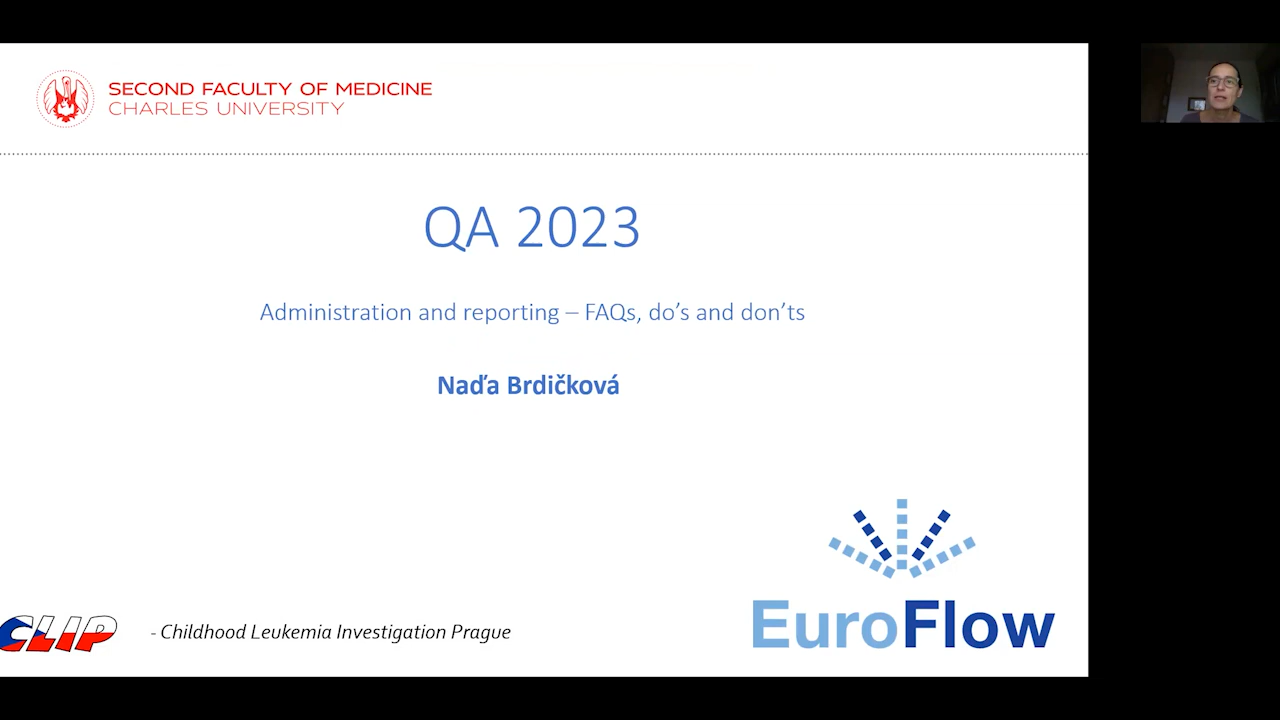 SECOND FACULTY OF MEDICINE
CHARLES UNIVERSITY
QA 2023
Administration and reporting – FAQs, do’s and don’ts
Naďa Brdičková
CLIP
- Childhood Leukemia Investigation Prague
EuroFlow